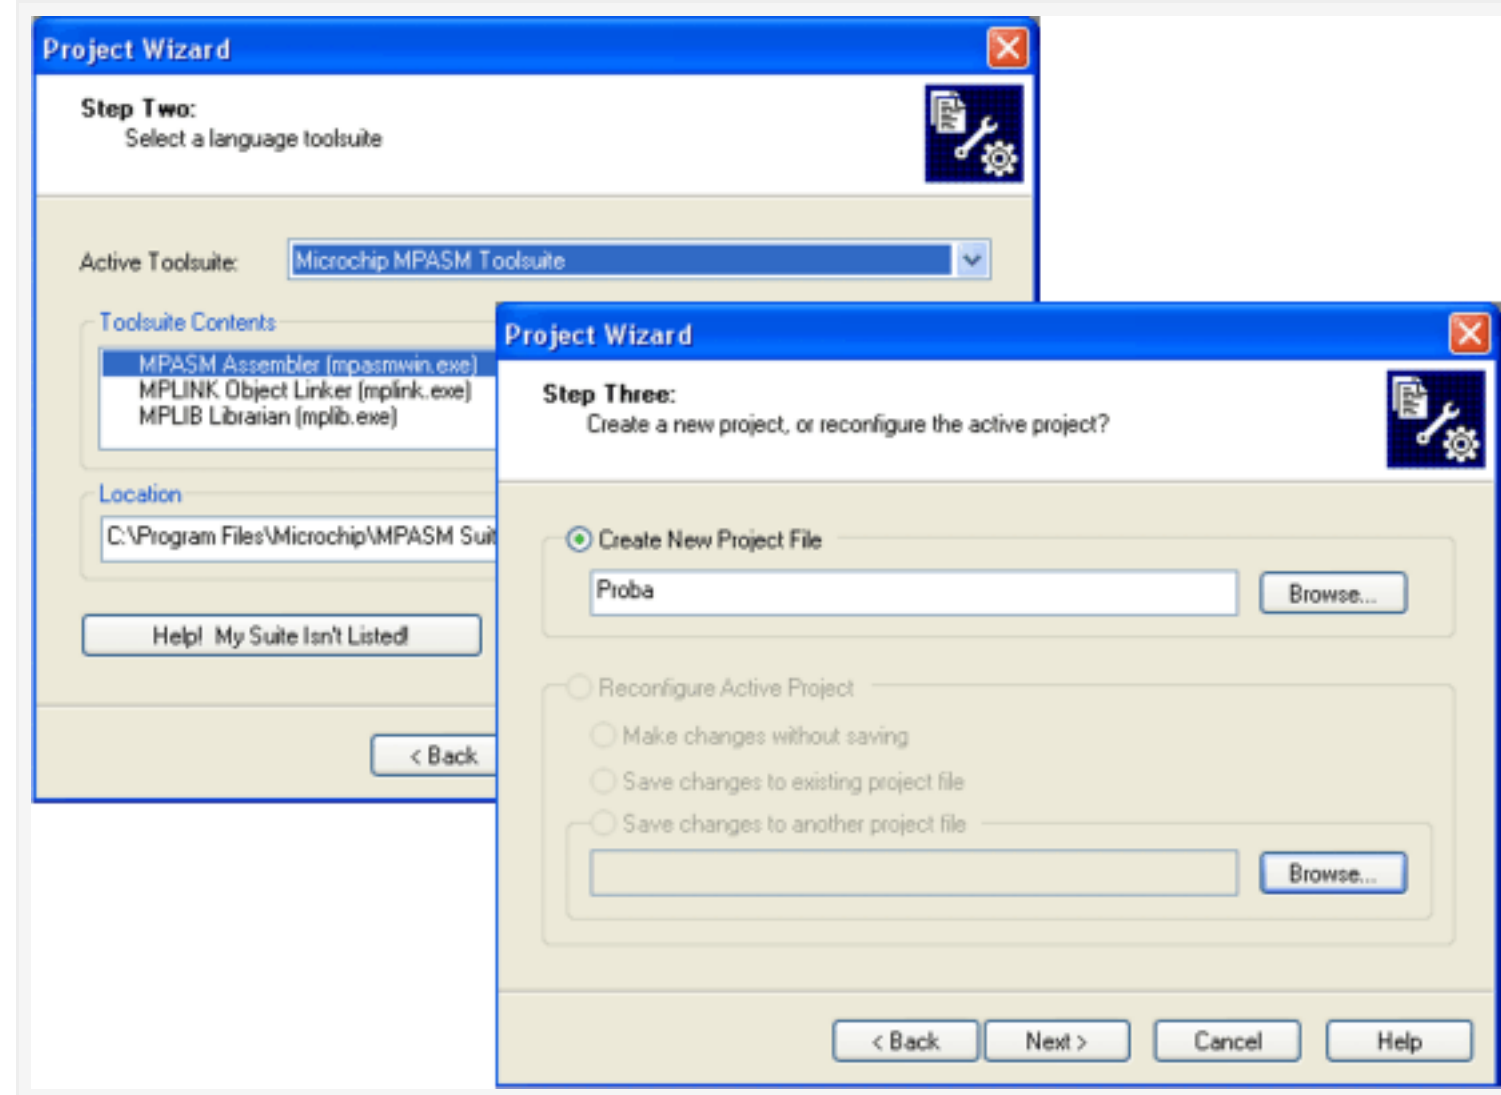 Project Wizard
Step Two:
Select a language toolsuite
Active Toolsuite:
Microchip MPASM Toolsuite
Toolsuite Contents
MPASM Assembler (mpasmwin.exe)
MPLINK Object Linker (mplink.exe)
MPLIB Librarian (mplib.exe)
Location
C:\Program Files\Microchip\MPASM Suit
Help! My Suite Isn't Listed!
< Back
Project Wizard
Step Three:
Create a new project, or reconfigure the active project?
Create New Project File
Proba
Browse...
Reconfigure Active Project
Make changes without saving
Save changes to existing project file
Save changes to another project file
Browse...
< Back
Next >
Cancel
Help